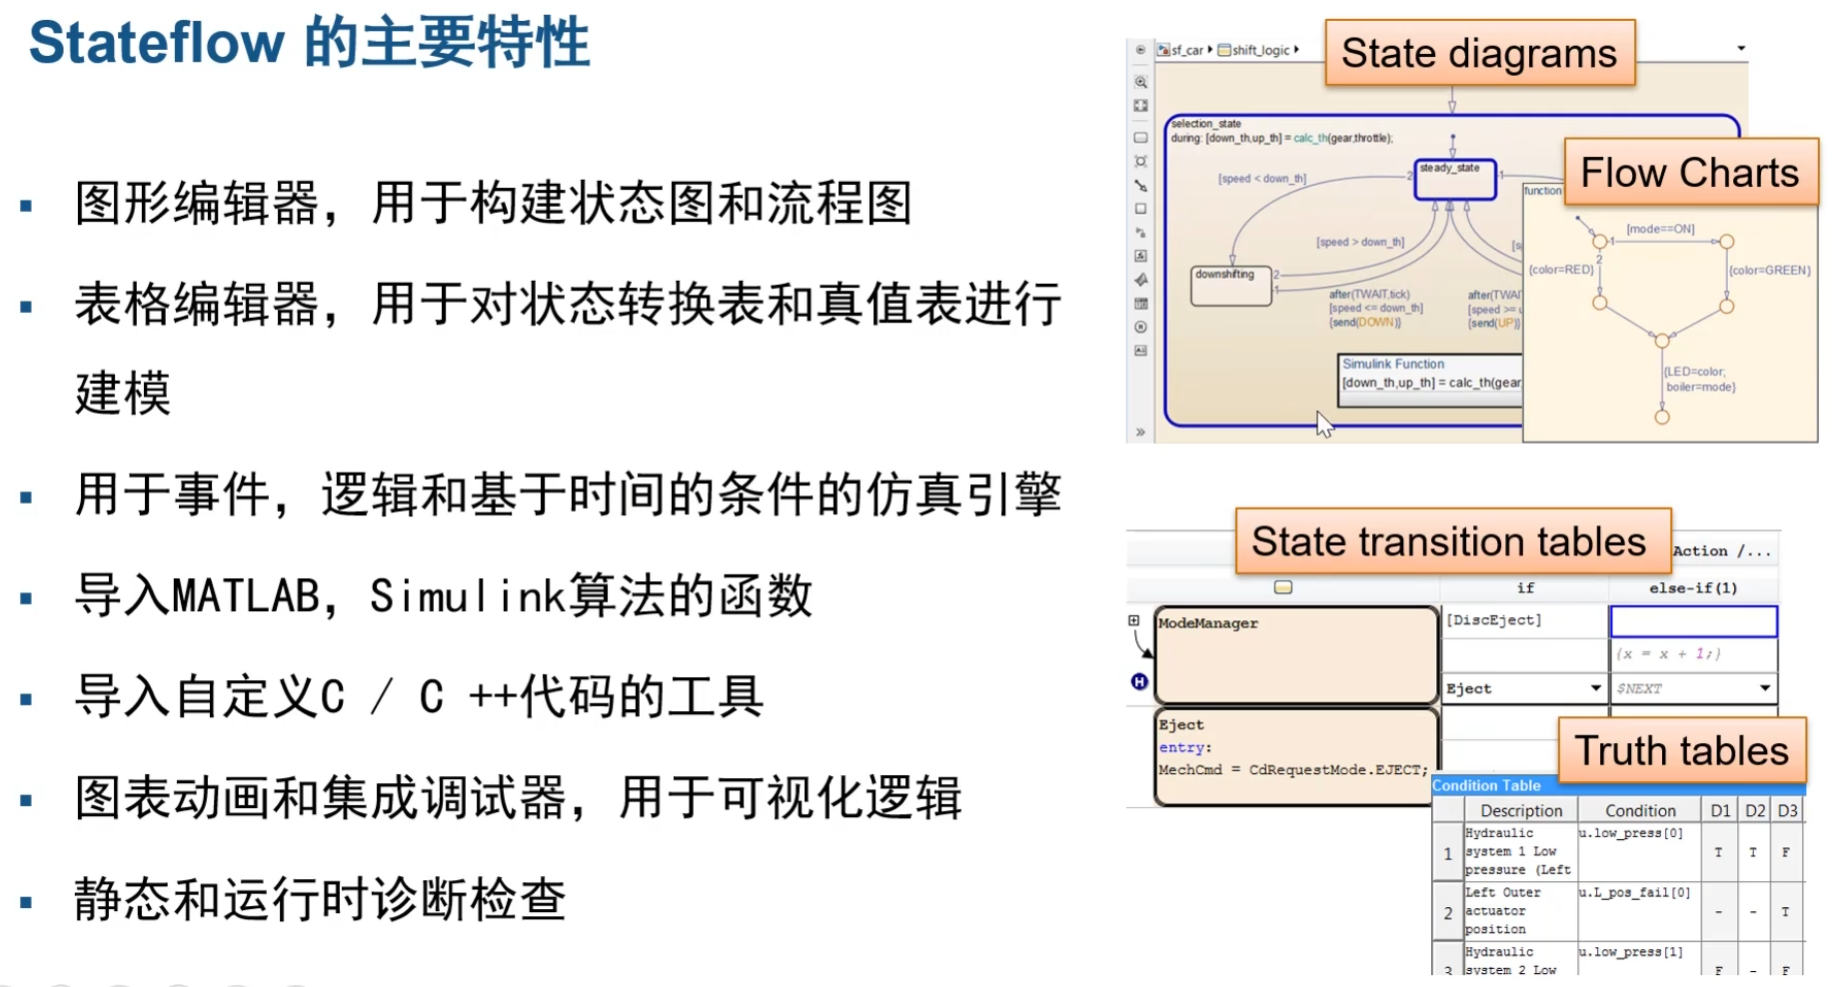 Stateflow 的主要特性
▪ 图形编辑器，用于构建状态图和流程图
▪ 表格编辑器，用于对状态转换表和真值表进行
建模
▪ 用于事件，逻辑和基于时间的条件的仿真引擎
▪ 导入MATLAB，Simulink算法的函数
▪ 导入自定义C / C ++代码的工具
▪ 图表动画和集成调试器，用于可视化逻辑
▪ 静态和运行时诊断检查
sf_car shift_logic
State diagrams
selection_state
during: [down_th,up_th] = calc_th(gear,throttle);
steady_state
[speed < down_th]
2
1
[speed > down_th]
downshifting
2
1
after(TWAIT,tick)
[speed <= down_th]
{send(DOWN)}
after(TWAI
[speed >=
{send(UP)}
Simulink Function
[down_th,up_th] = calc_th(gear,
Flow Charts
function
[mode==ON]
1
2
{color=RED}
{color=GREEN}
{LED=color;
boiler=mode}
State transition tables
Action /...
if
else-if(1)
ModeManager
[DiscEject]
{x = x + 1;}
H
Eject
$NEXT
Eject
entry:
MechCmd = CdRequestMode.EJECT;
Truth tables
Condition Table
Description Condition D1 D2 D3
1 Hydraulic system 1 Low pressure (Left u.low_press[0] T T F
2 Left Outer actuator position u.L_pos_fail[0] - - T
3 Hydraulic system 2 Low u.low_press[1] F - F